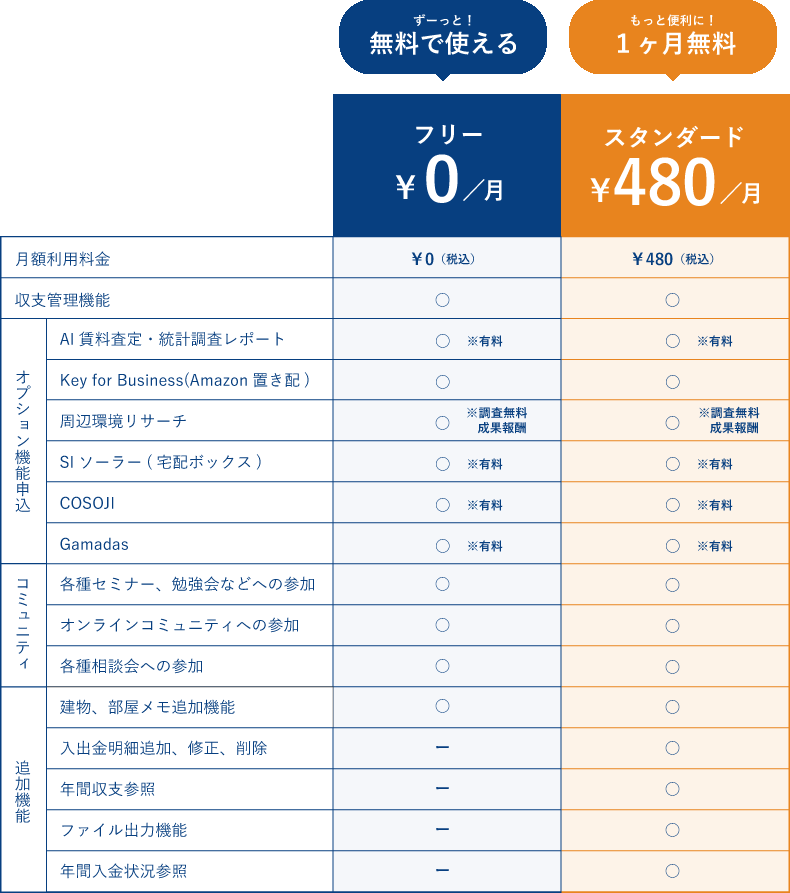 ずーっと！
無料で使える
もっと便利に！
1ヶ月無料
フリー
¥0／月
スタンダード
¥480／月
月額利用料金 ¥0（税込） ¥480（税込）
収支管理機能 ○ ○
オプション機能申込
AI賃料査定・統計調査レポート ○ ※有料 ○ ※有料
Key for Business(Amazon置き配) ○ ○
周辺環境リサーチ ○ ※調査無料 ○ ※調査無料
成果報酬 成果報酬
SIソーラー(宅配ボックス) ○ ※有料 ○ ※有料
COSOJI ○ ※有料 ○ ※有料
Gamadas ○ ※有料 ○ ※有料
コミュニティ
各種セミナー、勉強会などへの参加 ○ ○
オンラインコミュニティへの参加 ○ ○
各種相談会への参加 ○ ○
追加機能
建物、部屋メモ追加機能 ○ ○
入出金明細追加、修正、削除 ー ○
年間収支参照 ー ○
ファイル出力機能 ー ○
年間入金状況参照 ー ○